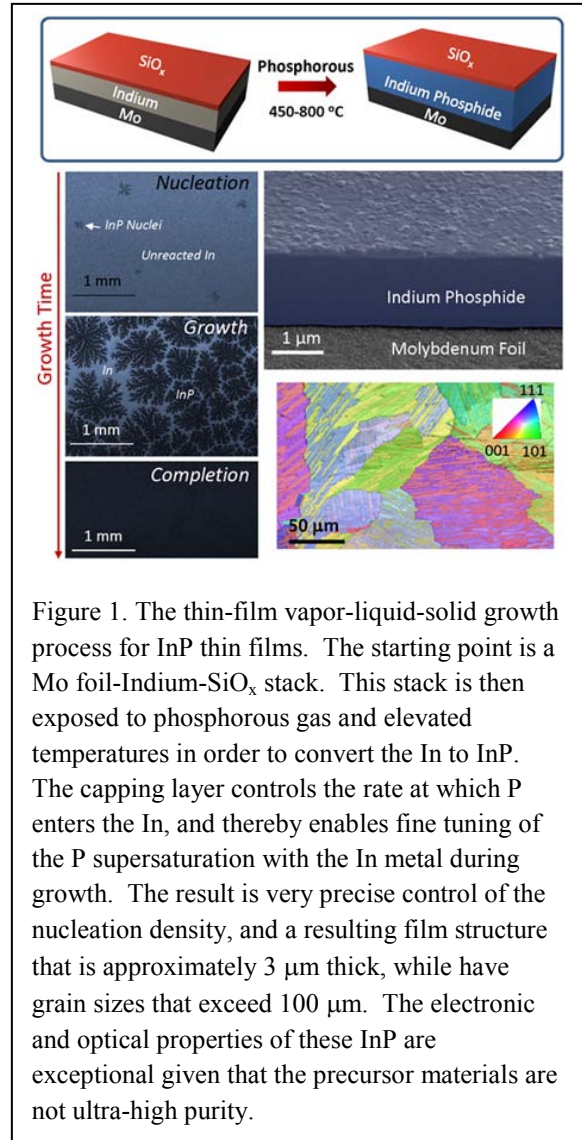 SiOₓ
Indium
Mo
Phosphorous
450-800 °C
SiOₓ
Indium Phosphide
Mo
Growth Time
Nucleation
InP Nuclei
Unreacted In
1 mm
Growth
In
InP
1 mm
Completion
1 mm
Indium Phosphide
1 μm
Molybdenum Foil
111
001 101
50 μm
Figure 1. The thin-film vapor-liquid-solid growth
process for InP thin films. The starting point is a
Mo foil-Indium-SiOₓ stack. This stack is then
exposed to phosphorous gas and elevated
temperatures in order to convert the In to InP.
The capping layer controls the rate at which P
enters the In, and thereby enables fine tuning of
the P supersaturation with the In metal during
growth. The result is very precise control of the
nucleation density, and a resulting film structure
that is approximately 3 μm thick, while have
grain sizes that exceed 100 μm. The electronic
and optical properties of these InP are
exceptional given that the precursor materials are
not ultra-high purity.